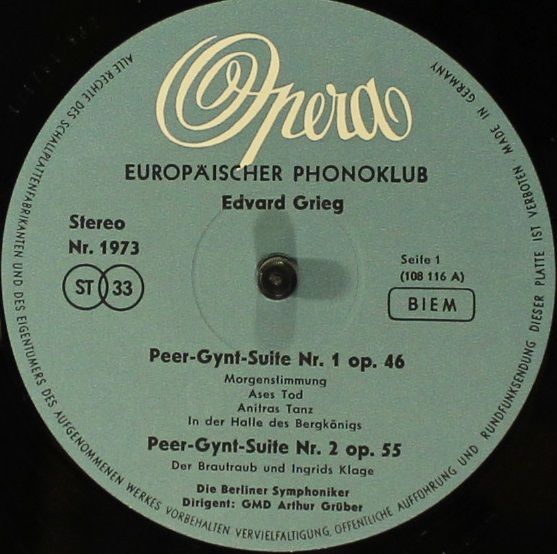 Opera
EUROPÄISCHER PHONOKLUB
Edvard Grieg
Stereo
Nr. 1973
ST 33
Seite 1
(108 116 A)
BIEM
Peer-Gynt-Suite Nr. 1 op. 46
Morgenstimmung
Ases Tod
Anitras Tanz
In der Halle des Bergkönigs
Peer-Gynt-Suite Nr. 2 op. 55
Der Brautraub und Ingrids Klage
Die Berliner Symphoniker
Dirigent: GMD Arthur Grüber
ALLE RECHTE DES SCHALLPLATTENFABRIKANTEN UND DES EIGENTÜMERS DES AUFGENOMMENEN WERKES VORBEHALTEN VERVIELFÄLTIGUNG, ÖFFENTLICHE AUFFÜHRUNG UND RUNDFUNKSENDUNG DIESER PLATTE IST VERBOTEN MADE IN GERMANY